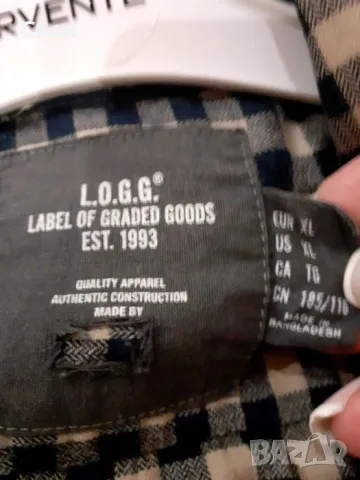 RVENTE
L.O.G.G.®
LABEL OF GRADED GOODS
EST. 1993
QUALITY APPAREL
AUTHENTIC CONSTRUCTION
MADE BY
EUR XL
US XL
CA TG
CN 185/116
MADE IN
BANGLADESH
BAZAR
bg